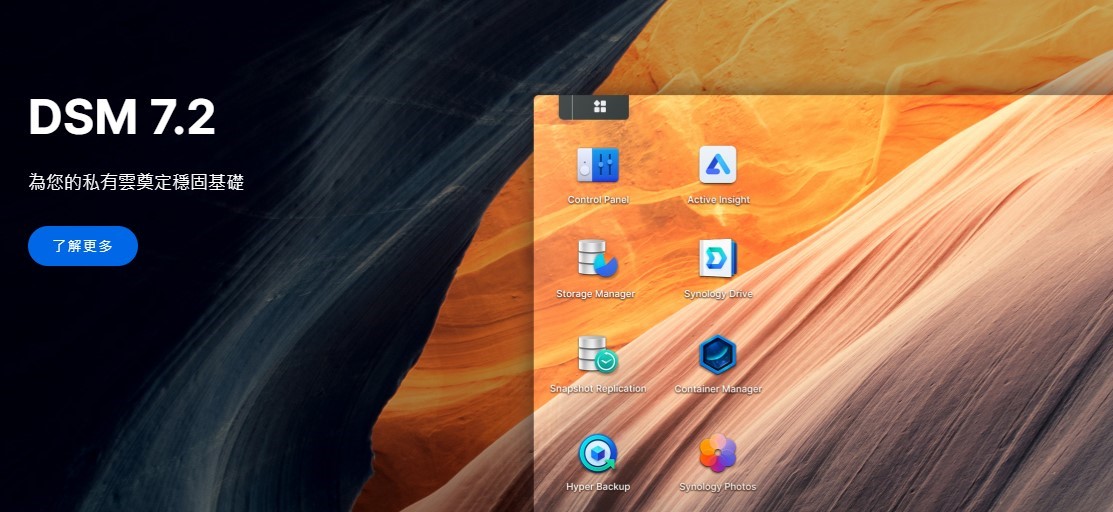 DSM 7.2
為您的私有雲奠定穩固基礎
了解更多
Control Panel
Active Insight
Storage Manager
Synology Drive
Snapshot Replication
Container Manager
Hyper Backup
Synology Photos